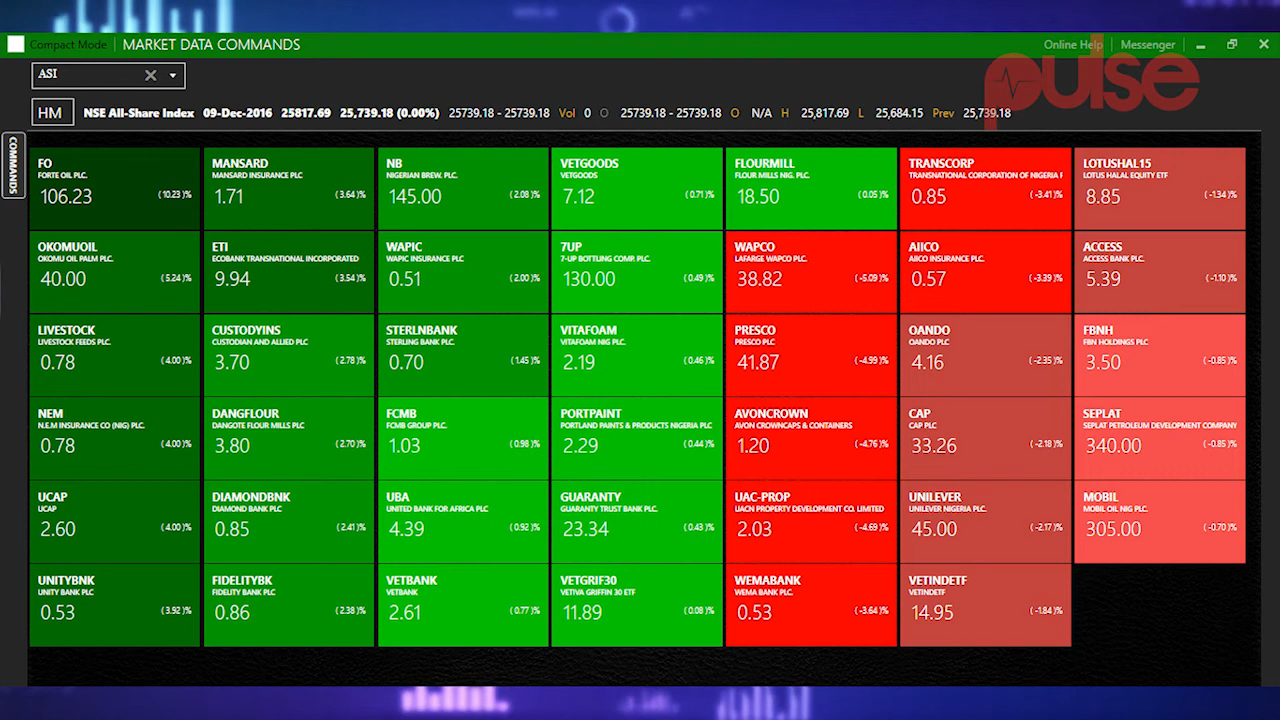 Compact Mode
MARKET DATA COMMANDS
Online Help
Messenger
pulse
ASI
HM
NSE All-Share Index 09-Dec-2016 25817.69 25,739.18 (0.00%) 25739.18 - 25739.18 Vol 0 O 25739.18 - 25739.18 O N/A H 25,817.69 L 25,684.15 Prev 25,739.18
COMMANDS
FO
FORTE OIL PLC.
106.23 ( 10.23 )%
MANSARD
MANSARD INSURANCE PLC
1.71 ( 3.64 )%
NB
NIGERIAN BREW. PLC.
145.00 ( 2.08 )%
VETGOODS
VETGOODS
7.12 ( 0.71 )%
FLOURMILL
FLOUR MILLS NIG. PLC.
18.50 ( 0.05 )%
TRANSCORP
TRANSNATIONAL CORPORATION OF NIGERIA F
0.85 ( -3.41 )%
LOTUSHAL15
LOTUS HALAL EQUITY ETF
8.85 ( -1.34 )%
OKOMUOIL
OKOMU OIL PALM PLC.
40.00 ( 5.24 )%
ETI
ECOBANK TRANSNATIONAL INCORPORATED
9.94 ( 3.54 )%
WAPIC
WAPIC INSURANCE PLC
0.51 ( 2.00 )%
7UP
7-UP BOTTLING COMP. PLC.
130.00 ( 0.49 )%
WAPCO
LAFARGE WAPCO PLC.
38.82 ( -5.09 )%
AIICO
AIICO INSURANCE PLC.
0.57 ( -3.39 )%
ACCESS
ACCESS BANK PLC.
5.39 ( -1.10 )%
LIVESTOCK
LIVESTOCK FEEDS PLC.
0.78 ( 4.00 )%
CUSTODYINS
CUSTODIAN AND ALLIED PLC
3.70 ( 2.78 )%
STERLNBANK
STERLING BANK PLC.
0.70 ( 1.45 )%
VITAFOAM
VITAFOAM NIG PLC.
2.19 ( 0.46 )%
PRESCO
PRESCO PLC
41.87 ( -4.99 )%
OANDO
OANDO PLC
4.16 ( -2.35 )%
FBNH
FBN HOLDINGS PLC
3.50 ( -0.85 )%
NEM
N.E.M INSURANCE CO (NIG) PLC.
0.78 ( 4.00 )%
DANGFLOUR
DANGOTE FLOUR MILLS PLC
3.80 ( 2.70 )%
FCMB
FCMB GROUP PLC.
1.03 ( 0.98 )%
PORTPAINT
PORTLAND PAINTS & PRODUCTS NIGERIA PLC
2.29 ( 0.44 )%
AVONCROWN
AVON CROWNCAPS & CONTAINERS
1.20 ( -4.76 )%
CAP
CAP PLC
33.26 ( -2.18 )%
SEPLAT
SEPLAT PETROLEUM DEVELOPMENT COMPANY
340.00 ( -0.85 )%
UCAP
UCAP
2.60 ( 4.00 )%
DIAMONDBNK
DIAMOND BANK PLC
0.85 ( 2.41 )%
UBA
UNITED BANK FOR AFRICA PLC
4.39 ( 0.92 )%
GUARANTY
GUARANTY TRUST BANK PLC.
23.34 ( 0.43 )%
UAC-PROP
UACN PROPERTY DEVELOPMENT CO. LIMITED
2.03 ( -4.69 )%
UNILEVER
UNILEVER NIGERIA PLC.
45.00 ( -2.17 )%
MOBIL
MOBIL OIL NIG PLC.
305.00 ( -0.70 )%
UNITYBNK
UNITY BANK PLC
0.53 ( 3.92 )%
FIDELITYBK
FIDELITY BANK PLC
0.86 ( 2.38 )%
VETBANK
VETBANK
2.61 ( 0.77 )%
VETGRIF30
VETIVA GRIFFIN 30 ETF
11.89 ( 0.08 )%
WEMABANK
WEMA BANK PLC.
0.53 ( -3.64 )%
VETINDETF
VETINDETF
14.95 ( -1.84 )%